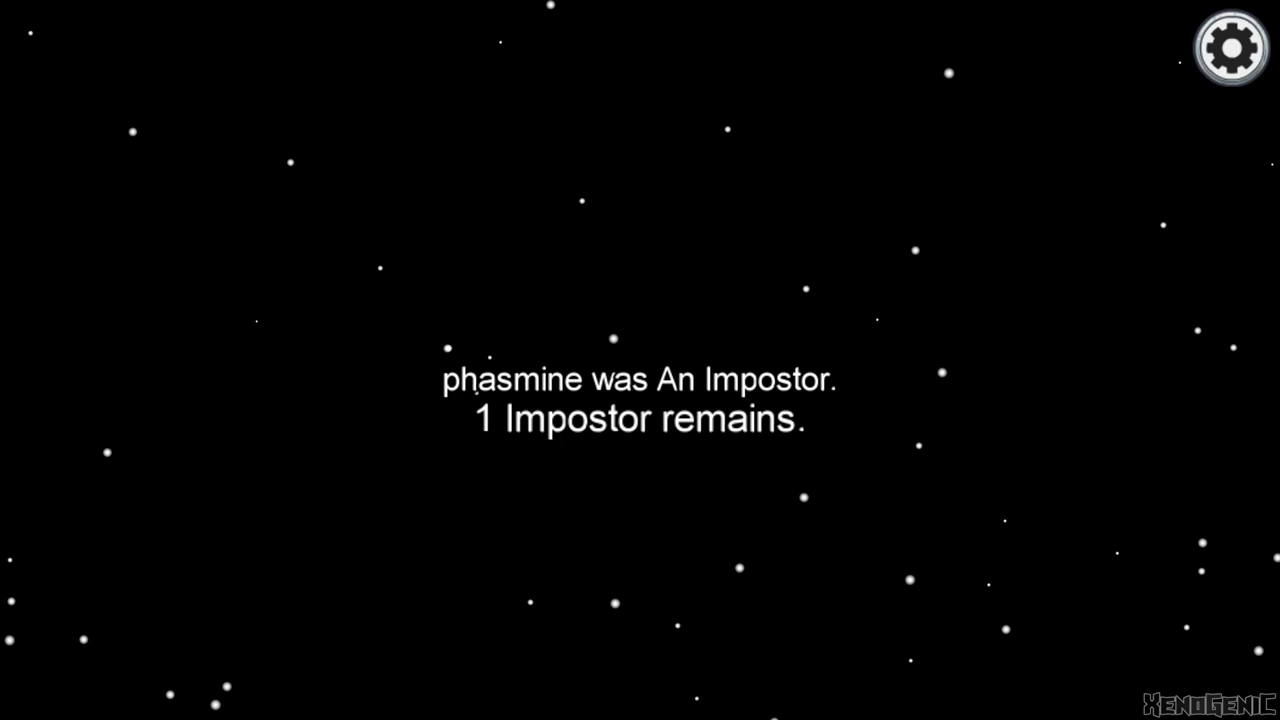 phasmine was An Impostor.
1 Impostor remains.
XENOGENIC